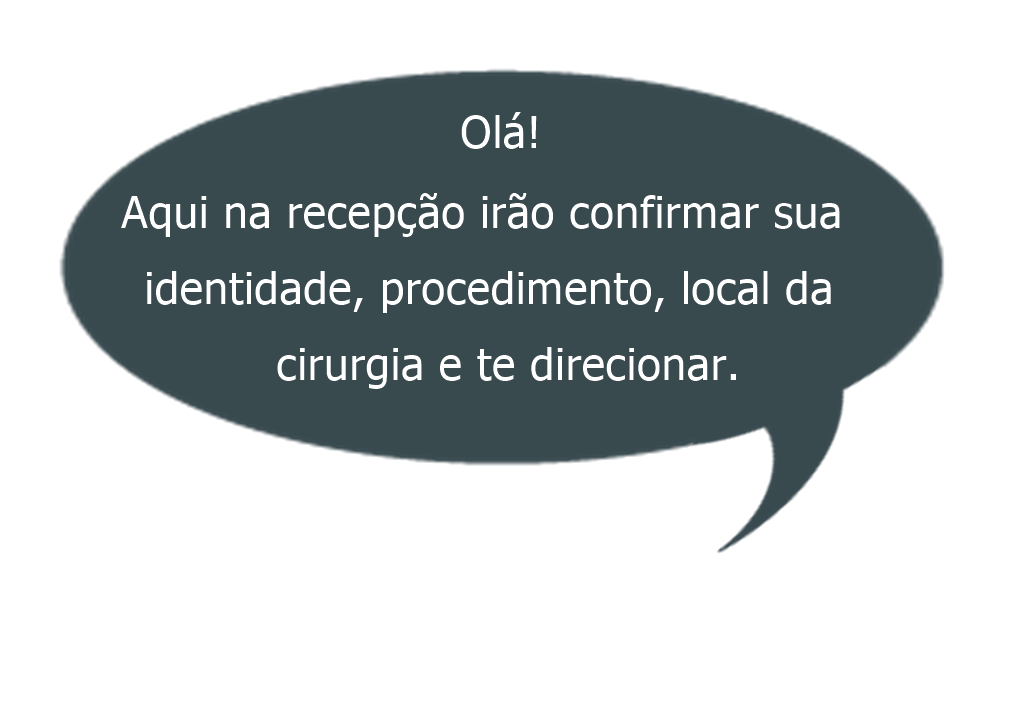 Olá!
Aqui na recepção irão confirmar sua
identidade, procedimento, local da
cirurgia e te direcionar.